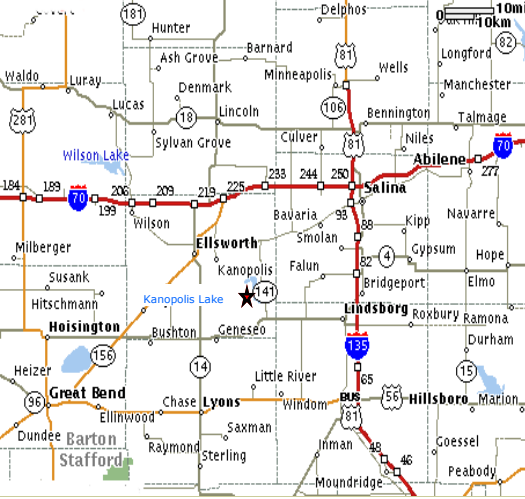 Delphos
10mi
0
10km
181
Hunter
81
82
Ash Grove
Barnard
Longford
Minneapolis
Wells
Waldo
Luray
Denmark
Manchester
Lucas
106
281
18
Lincoln
Bennington
Talmage
Sylvan Grove
Culver
81
Niles
70
Wilson Lake
Abilene
277
184
189
70
199
206
209
219
225
233
244
250
Salina
Wilson
Bavaria
93
Navarre
88
Kipp
Milberger
Ellsworth
Smolan
4
Gypsum
Hope
Kanopolis
82
Susank
Falun
Elmo
141
Bridgeport
Hitschmann
Kanopolis Lake
Lindsborg
Roxbury
Ramona
Hoisington
Bushton
Geneseo
135
Durham
156
Heizer
14
65
15
Little River
96
Great Bend
BUS
56
Hillsboro
Marion
Chase
Lyons
Windom
81
Ellinwood
Dundee
Barton
Stafford
Saxman
Raymond
Sterling
Inman
48
46
Goessel
Moundridge
Peabody